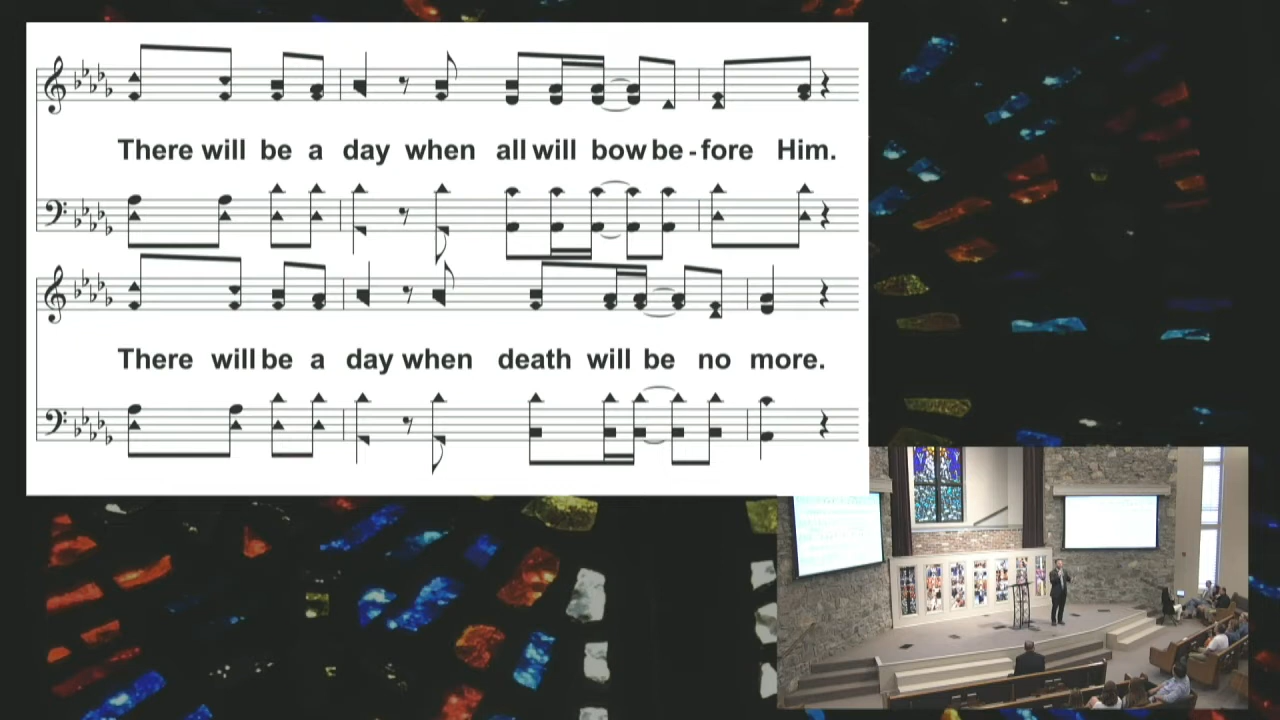 There will be a day when all will bow be - fore Him.
There will be a day when death will be no more.